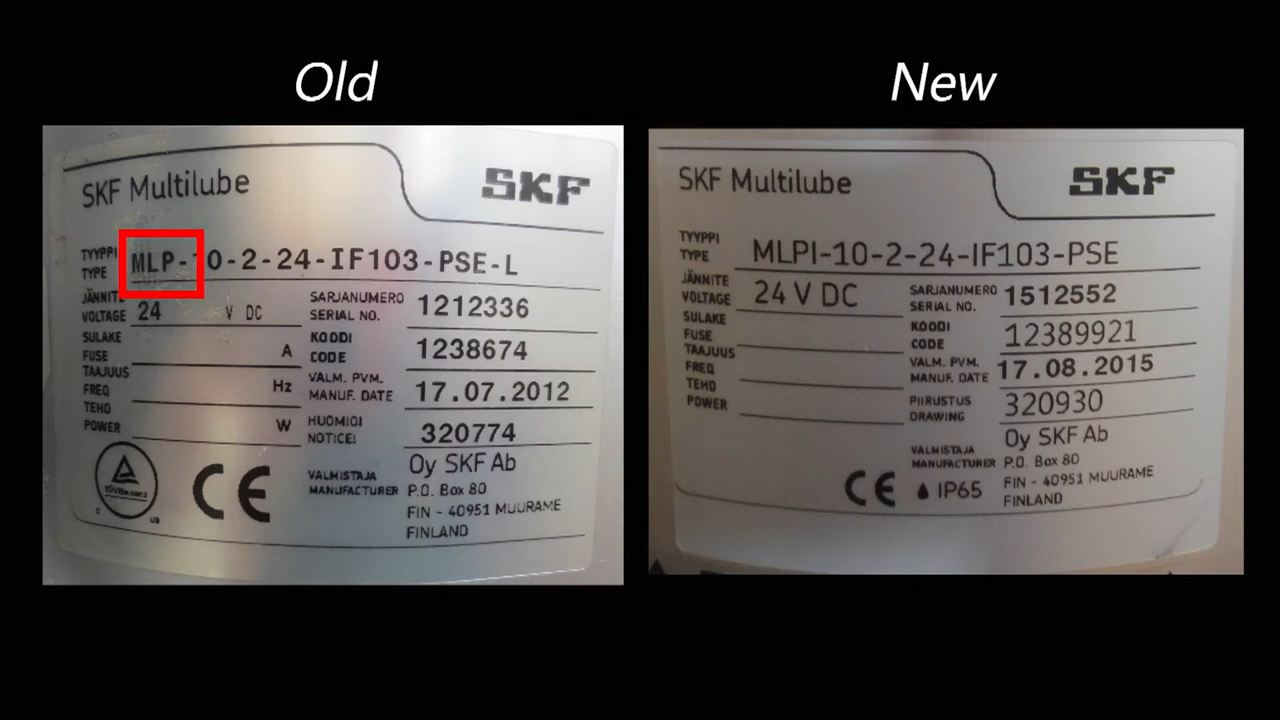 Old
SKF Multilube
SKF
TYYPPI
TYPE
MLP-10-2-24-IF103-PSE-L
JÄNNITE
VOLTAGE
24 V DC
SARJANUMERO
SERIAL NO.
1212336
SULAKE
FUSE
A
KOODI
CODE
1238674
TAAJUUS
FREQ
Hz
VALM. PVM.
MANUF. DATE
17.07.2012
TEHO
POWER
W
HUOMIO!
NOTICE!
320774
CE
VALMISTAJA
MANUFACTURER
Oy SKF Ab
P.O. Box 80
FIN - 40951 MUURAME
FINLAND
New
SKF Multilube
SKF
TYYPPI
TYPE
MLPI-10-2-24-IF103-PSE
JÄNNITE
VOLTAGE
24 V DC
SARJANUMERO
SERIAL NO.
1512552
SULAKE
FUSE
KOODI
CODE
12389921
TAAJUUS
FREQ
VALM. PVM.
MANUF. DATE
17.08.2015
TEHO
POWER
PIIRUSTUS
DRAWING
320930
CE IP65
VALMISTAJA
MANUFACTURER
Oy SKF Ab
P.O. Box 80
FIN - 40951 MUURAME
FINLAND